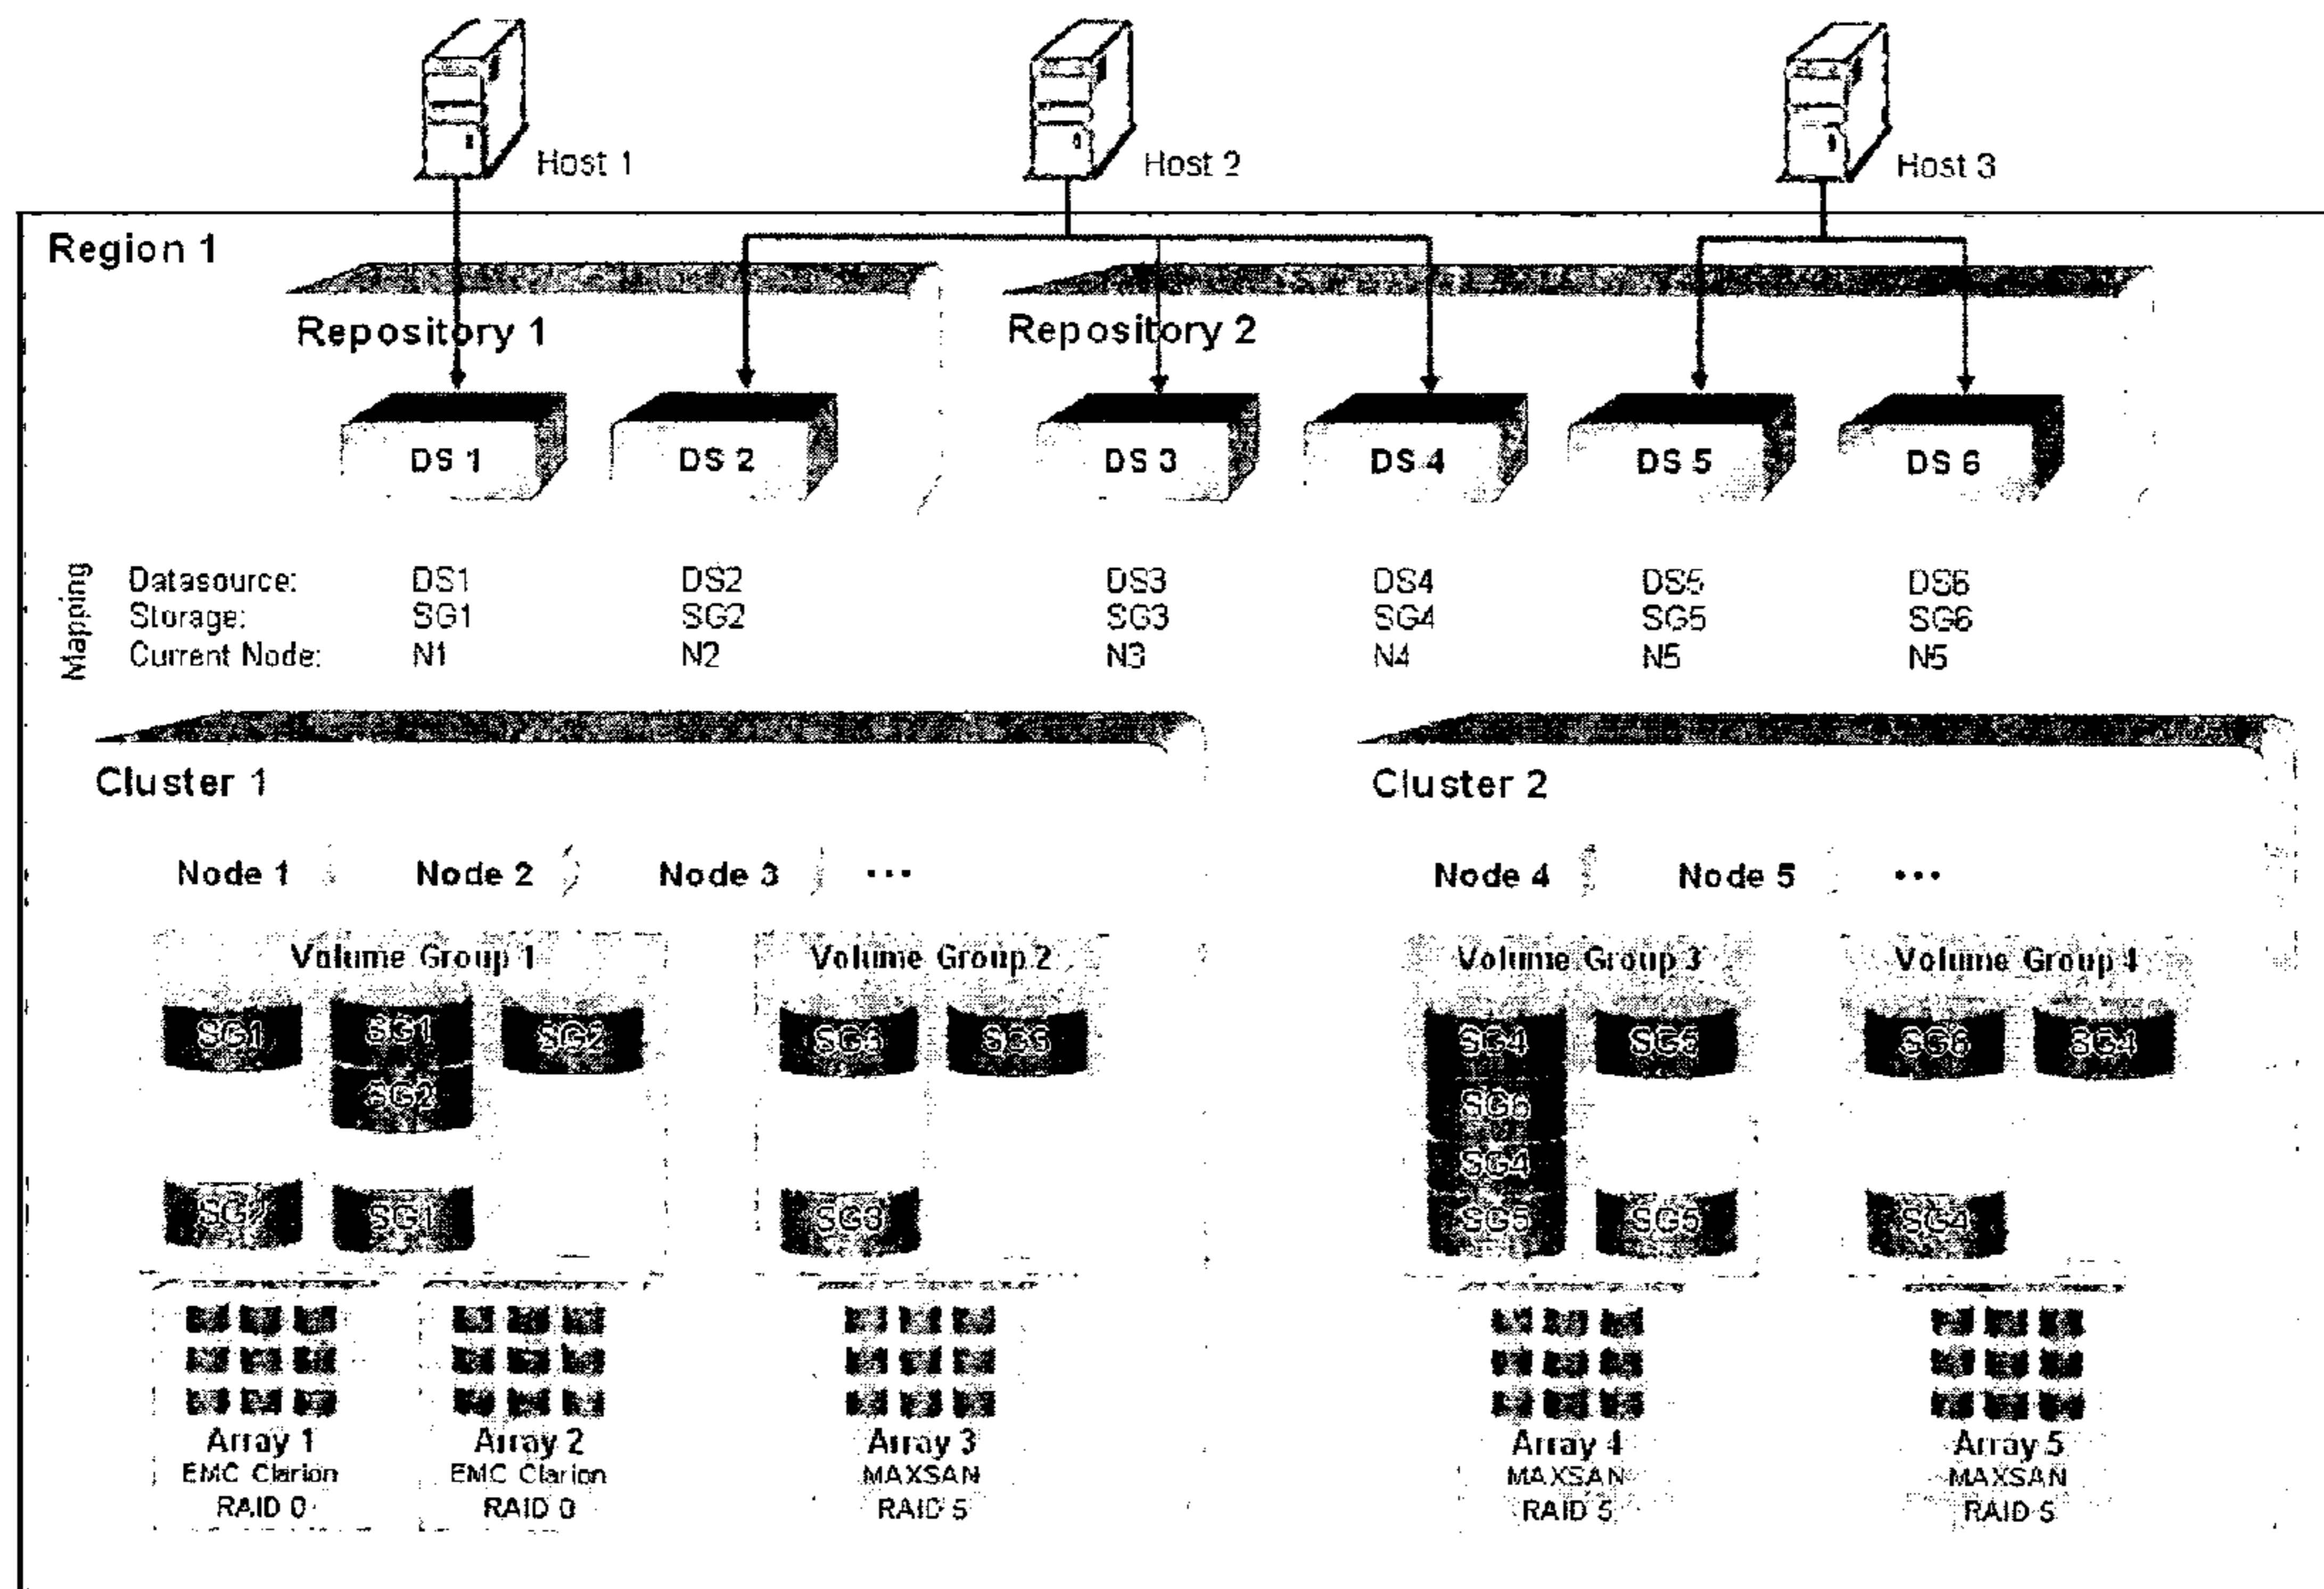 Host 1
Host 2
Host 3
Region 1
Repository 1
Repository 2
DS 1
DS 2
DS 3
DS 4
DS 5
DS 6
Mapping
Datasource: DS1 DS2 DS3 DS4 DS5 DS6
Storage: SG1 SG2 SG3 SG4 SG5 SG6
Current Node: N1 N2 N3 N4 N5 N5
Cluster 1
Cluster 2
Node 1 Node 2 Node 3 ...
Node 4 Node 5 ...
Volume Group 1
Volume Group 2
Volume Group 3
Volume Group 4
SG1 SG1 SG2 SG3 SG3 SG4 SG5 SG6 SG4
SG2 SG6
SG4
SG2 SG1 SG3 SG5 SG5 SG4
Array 1
EMC Clarion
RAID 0
Array 2
EMC Clarion
RAID 0
Array 3
MAXSAN
RAID 5
Array 4
MAXSAN
RAID 5
Array 5
MAXSAN
RAID 5